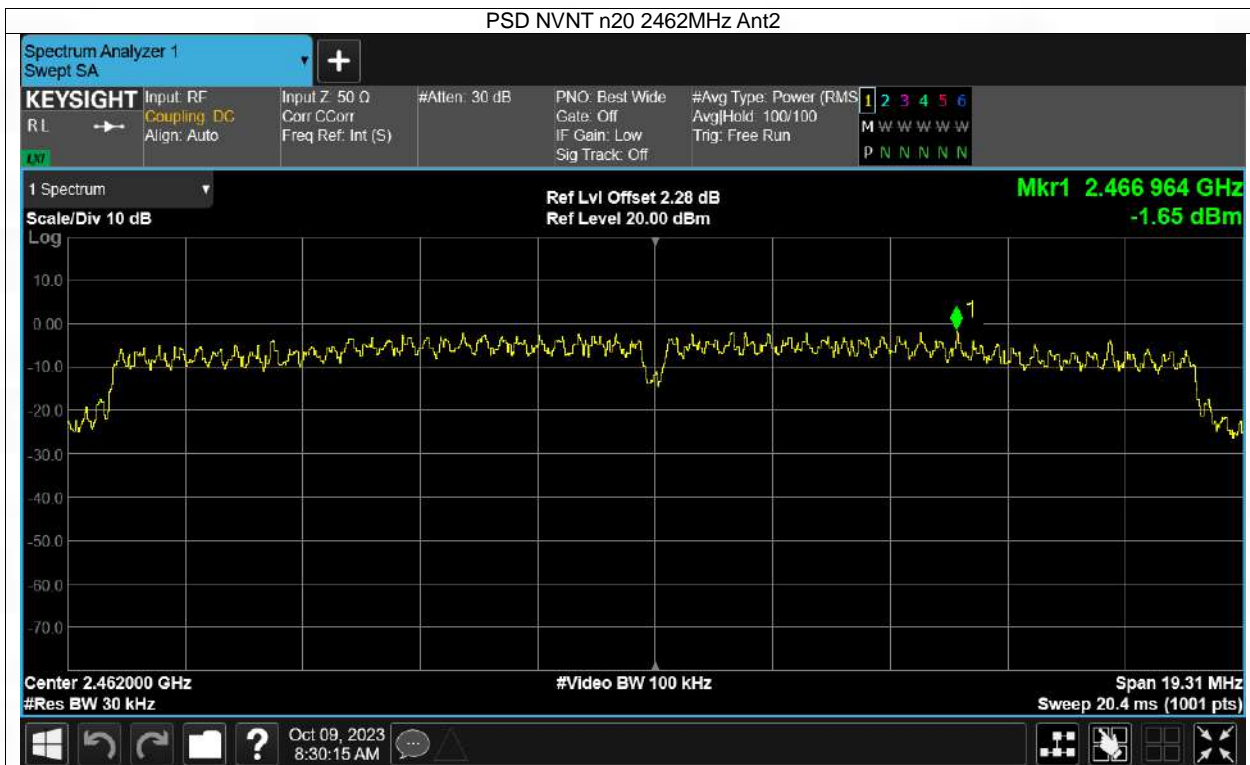 PSD NVNT n20 2462MHz Ant2
Spectrum Analyzer 1
Swept SA
KEYSIGHT
RL
LXI
Input: RF
Coupling: DC
Align: Auto
Input Z: 50 Ω
Corr CCorr
Freq Ref: Int (S)
#Atten: 30 dB
PNO: Best Wide
Gate: Off
IF Gain: Low
Sig Track: Off
#Avg Type: Power (RMS
Avg|Hold: 100/100
Trig: Free Run
1 2 3 4 5 6
M W W W W W
P N N N N N
1 Spectrum
Scale/Div 10 dB
Log
Ref Lvl Offset 2.28 dB
Ref Level 20.00 dBm
Mkr1 2.466 964 GHz
-1.65 dBm
10.0
0.00
-10.0
-20.0
-30.0
-40.0
-50.0
-60.0
-70.0
1
Center 2.462000 GHz
#Res BW 30 kHz
#Video BW 100 kHz
Span 19.31 MHz
Sweep 20.4 ms (1001 pts)
?
Oct 09, 2023
8:30:15 AM